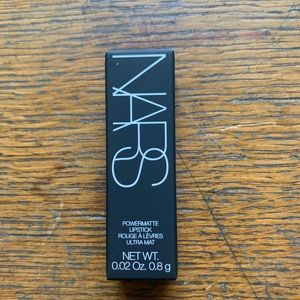 NARS
POWERMATTE
LIPSTICK
ROUGE À LÈVRES
ULTRA MAT
NET WT.
0.02 Oz. 0.8 g